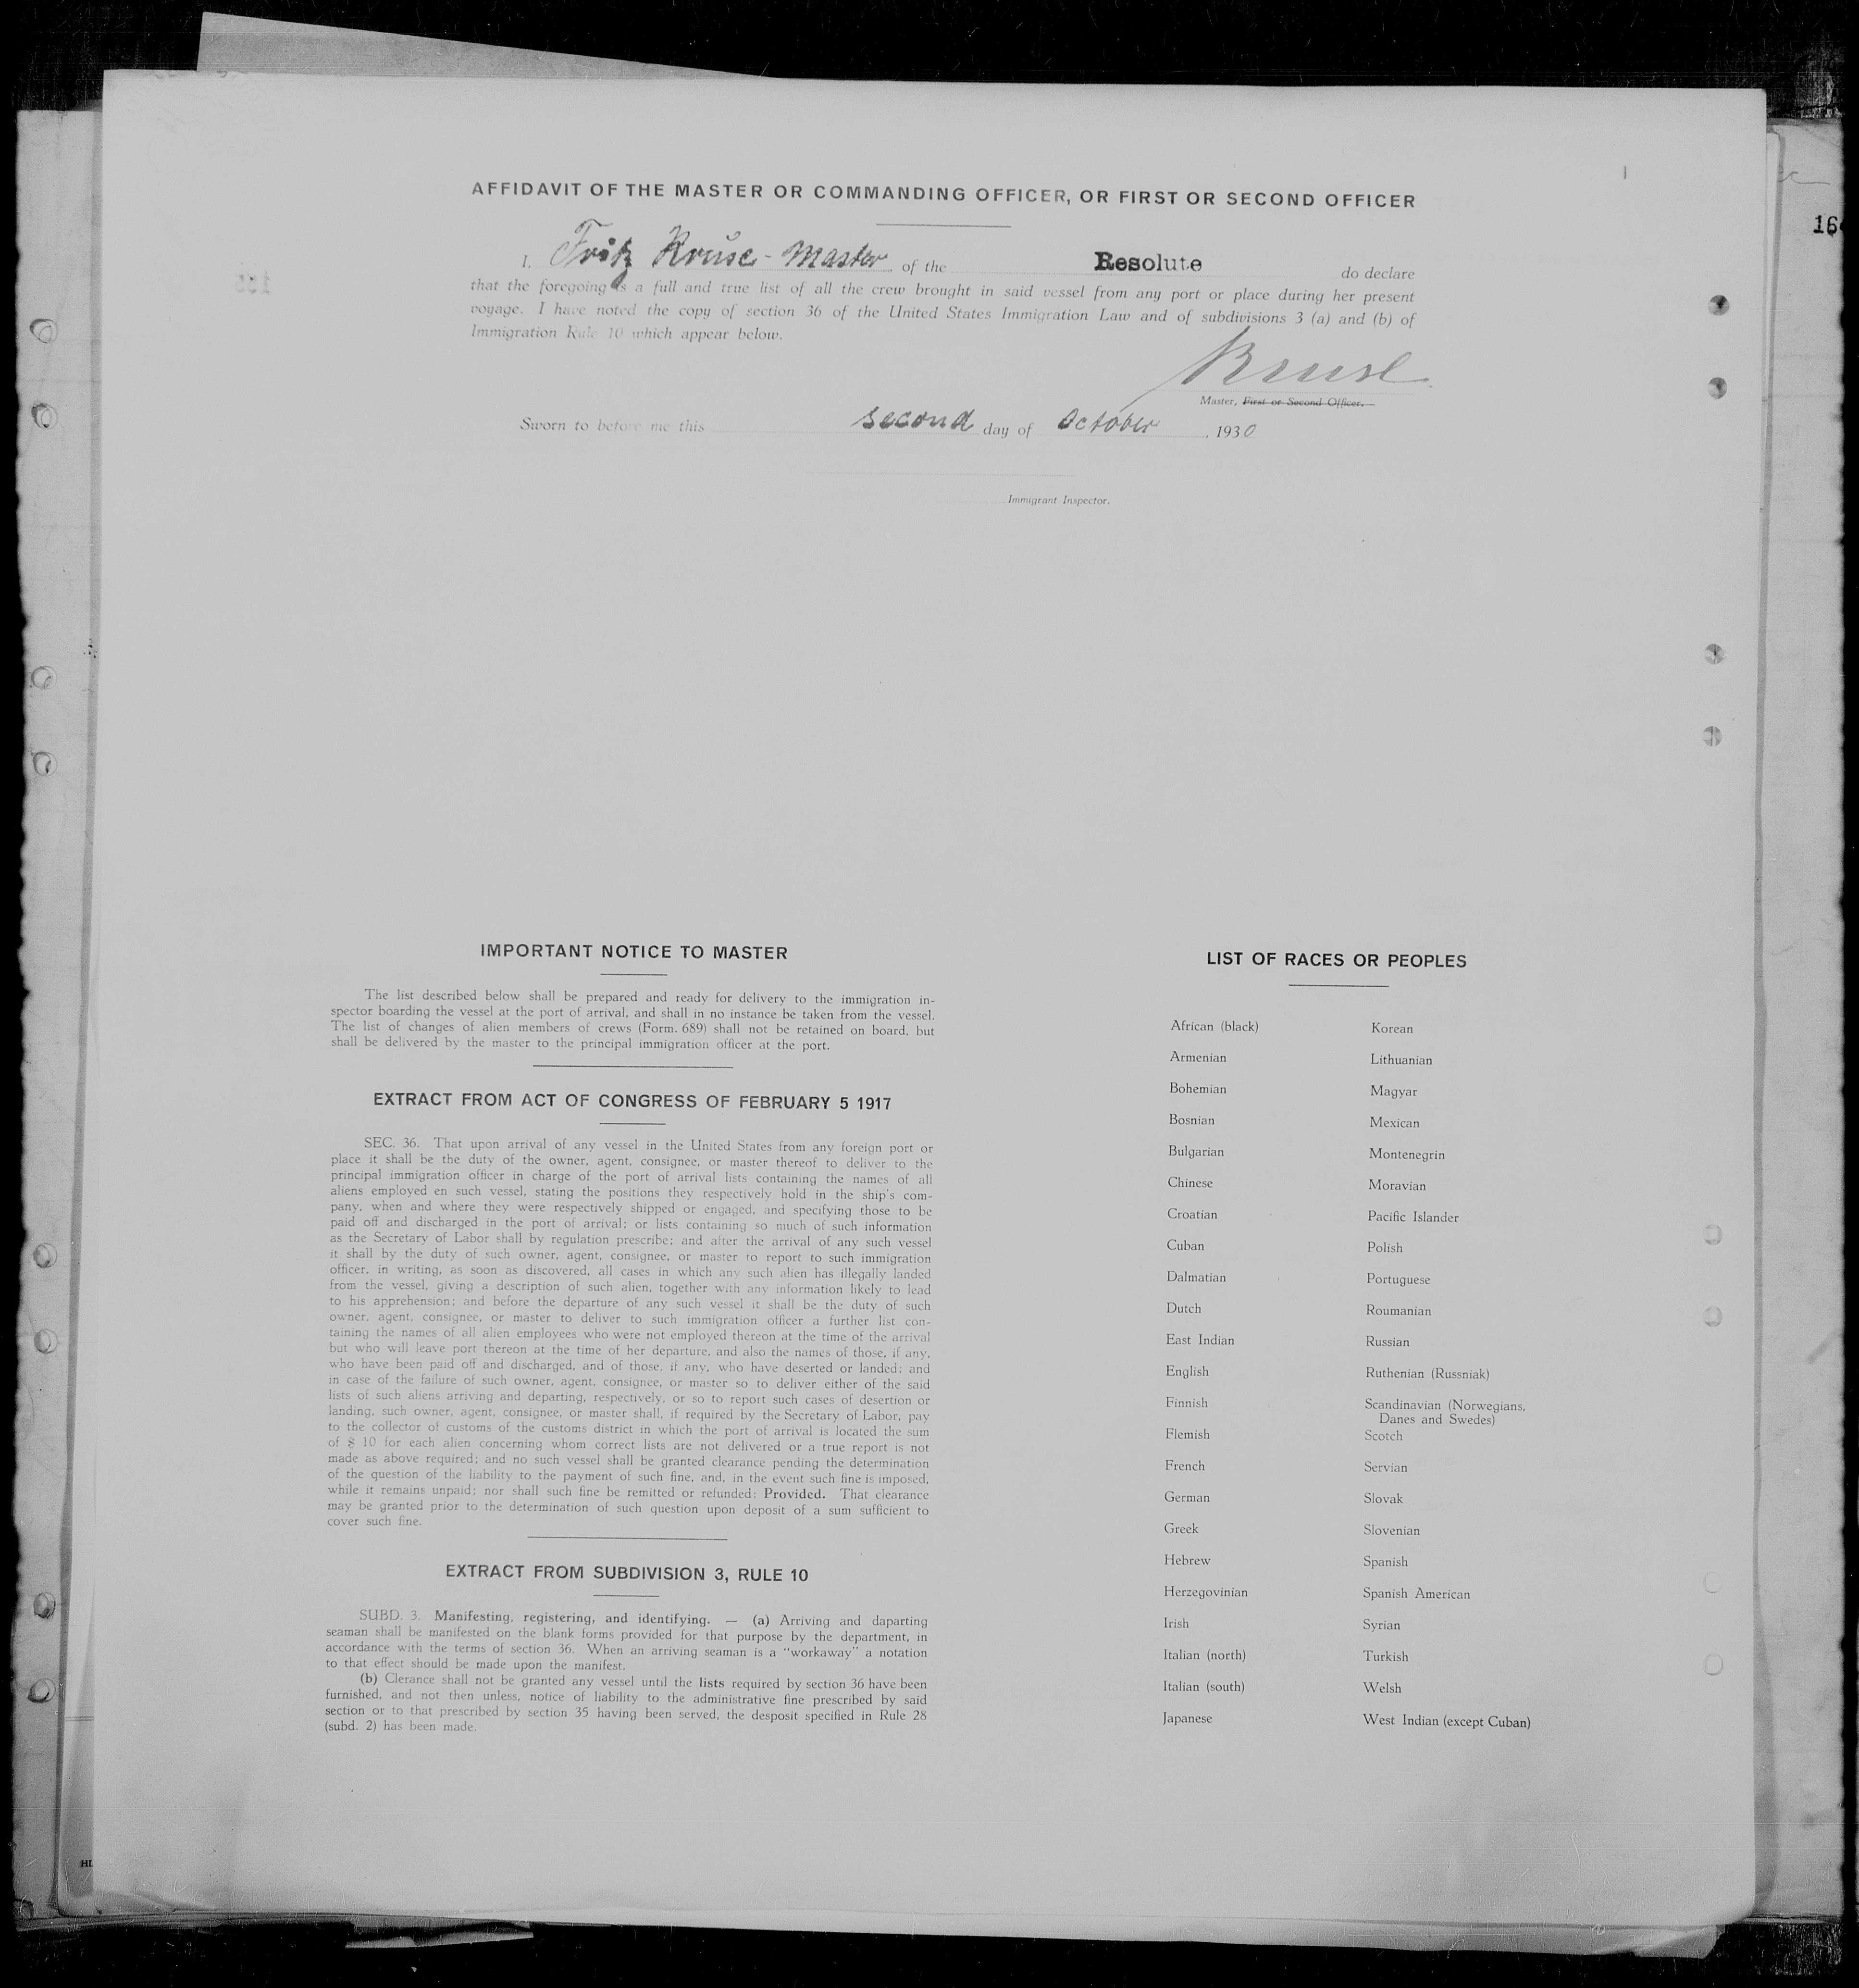 AFFIDAVIT OF THE MASTER OR COMMANDING OFFICER, OR FIRST OR SECOND OFFICER
I, Fritz Kruse - Master of the Resolute do declare
that the foregoing is a full and true list of all the crew brought in said vessel from any port or place during her present
voyage. I have noted the copy of section 36 of the United States Immigration Law and of subdivisions 3 (a) and (b) of
Immigration Rule 10 which appear below.
Kruse
Master, First or Second Officer.
Sworn to before me this second day of October, 1930
Immigrant Inspector.
16
IMPORTANT NOTICE TO MASTER
The list described below shall be prepared and ready for delivery to the immigration in-
spector boarding the vessel at the port of arrival, and shall in no instance be taken from the vessel.
The list of changes of alien members of crews (Form. 689) shall not be retained on board, but
shall be delivered by the master to the principal immigration officer at the port.
EXTRACT FROM ACT OF CONGRESS OF FEBRUARY 5 1917
SEC. 36. That upon arrival of any vessel in the United States from any foreign port or
place it shall be the duty of the owner, agent, consignee, or master thereof to deliver to the
principal immigration officer in charge of the port of arrival lists containing the names of all
aliens employed en such vessel, stating the positions they respectively hold in the ship's com-
pany, when and where they were respectively shipped or engaged, and specifying those to be
paid off and discharged in the port of arrival; or lists containing so much of such information
as the Secretary of Labor shall by regulation prescribe; and after the arrival of any such vessel
it shall by the duty of such owner, agent, consignee, or master to report to such immigration
officer, in writing, as soon as discovered, all cases in which any such alien has illegally landed
from the vessel, giving a description of such alien, together with any information likely to lead
to his apprehension; and before the departure of any such vessel it shall be the duty of such
owner, agent, consignee, or master to deliver to such immigration officer a further list con-
taining the names of all alien employees who were not employed thereon at the time of the arrival
but who will leave port thereon at the time of her departure, and also the names of those, if any,
who have been paid off and discharged, and of those, if any, who have deserted or landed; and
in case of the failure of such owner, agent, consignee, or master so to deliver either of the said
lists of such aliens arriving and departing, respectively, or so to report such cases of desertion or
landing, such owner, agent, consignee, or master shall, if required by the Secretary of Labor, pay
to the collector of customs of the customs district in which the port of arrival is located the sum
of $ 10 for each alien concerning whom correct lists are not delivered or a true report is not
made as above required; and no such vessel shall be granted clearance pending the determination
of the question of the liability to the payment of such fine, and, in the event such fine is imposed,
while it remains unpaid; nor shall such fine be remitted or refunded: Provided. That clearance
may be granted prior to the determination of such question upon deposit of a sum sufficient to
cover such fine.
EXTRACT FROM SUBDIVISION 3, RULE 10
SUBD. 3. Manifesting, registering, and identifying. — (a) Arriving and daparting
seaman shall be manifested on the blank forms provided for that purpose by the department, in
accordance with the terms of section 36. When an arriving seaman is a "workaway" a notation
to that effect should be made upon the manifest.
(b) Clerance shall not be granted any vessel until the lists required by section 36 have been
furnished, and not then unless, notice of liability to the administrative fine prescribed by said
section or to that prescribed by section 35 having been served, the desposit specified in Rule 28
(subd. 2) has been made.
LIST OF RACES OR PEOPLES
African (black)
Armenian
Bohemian
Bosnian
Bulgarian
Chinese
Croatian
Cuban
Dalmatian
Dutch
East Indian
English
Finnish
Flemish
French
German
Greek
Hebrew
Herzegovinian
Irish
Italian (north)
Italian (south)
Japanese
Korean
Lithuanian
Magyar
Mexican
Montenegrin
Moravian
Pacific Islander
Polish
Portuguese
Roumanian
Russian
Ruthenian (Russniak)
Scandinavian (Norwegians,
Danes and Swedes)
Scotch
Servian
Slovak
Slovenian
Spanish
Spanish American
Syrian
Turkish
Welsh
West Indian (except Cuban)